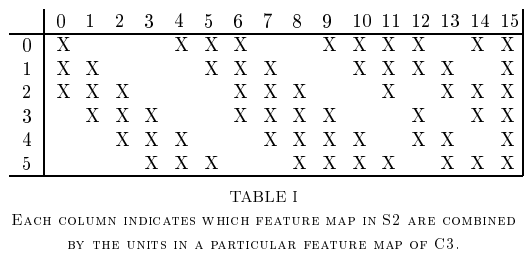 0 1 2 3 4 5 6 7 8 9 10 11 12 13 14 15
0 X X X X X X X X X X
1 X X X X X X X X X X
2 X X X X X X X X X X
3 X X X X X X X X X X
4 X X X X X X X X X X
5 X X X X X X X X X X X
TABLE I
Each column indicates which feature map in S2 are combined
by the units in a particular feature map of C3.